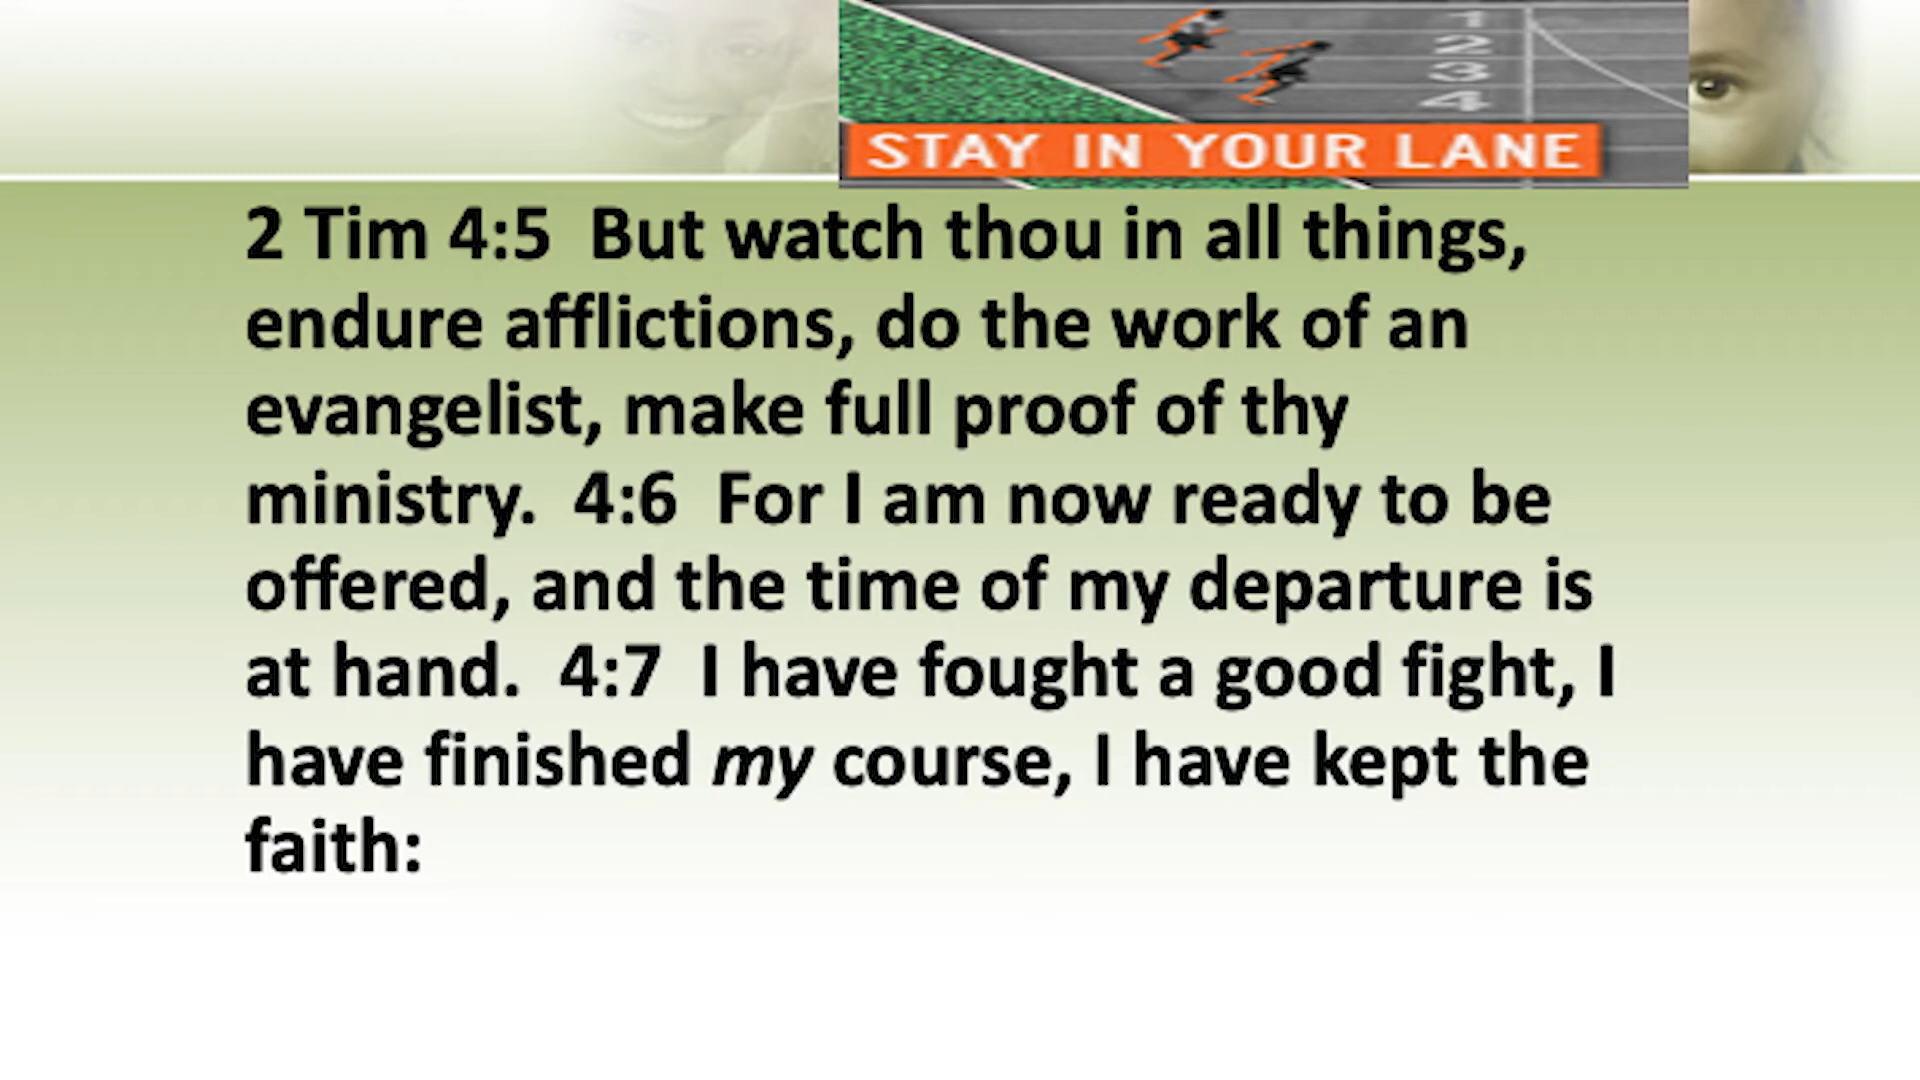 1
2
3
4
STAY IN YOUR LANE
2 Tim 4:5  But watch thou in all things,
endure afflictions, do the work of an
evangelist, make full proof of thy
ministry.  4:6  For I am now ready to be
offered, and the time of my departure is
at hand.  4:7  I have fought a good fight, I
have finished my course, I have kept the
faith: